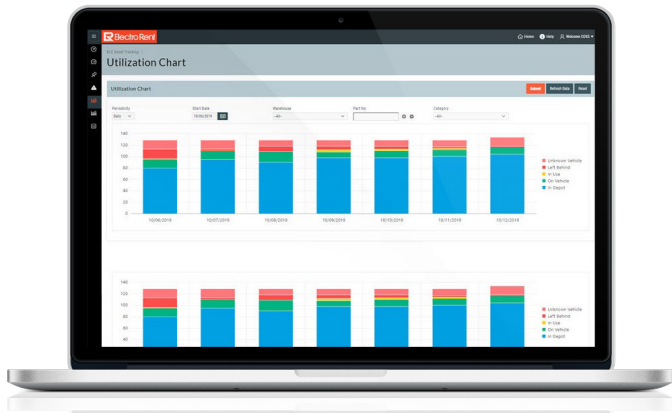 ElectroRent
Home Help Welcome
Utilization Chart
Utilization Chart
Submit Refresh Data Reset
Periodicity Start Date Warehouse Part No Category
Daily 10/06/2019 -All- -All-
140
120
100
80
60
40
20
0
Unknown Vehicle
Left Behind
In Use
On Vehicle
In Depot
10/06/2019 10/07/2019 10/08/2019 10/09/2019 10/10/2019 10/11/2019 10/12/2019
140
120
100
80
60
40
Unknown Vehicle
Left Behind
In Use
On Vehicle
In Depot